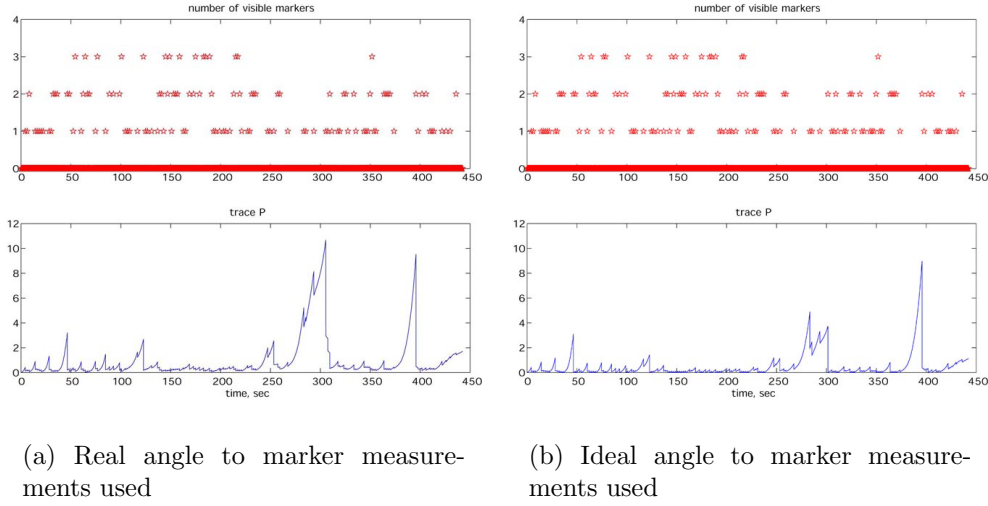 number of visible markers
4
3
2
1
0
0 50 100 150 200 250 300 350 400 450
trace P
12
10
8
6
4
2
0
0 50 100 150 200 250 300 350 400 450
time, sec
(a) Real angle to marker measure-
ments used
number of visible markers
4
3
2
1
0
0 50 100 150 200 250 300 350 400 450
trace P
12
10
8
6
4
2
0
0 50 100 150 200 250 300 350 400 450
time, sec
(b) Ideal angle to marker measure-
ments used